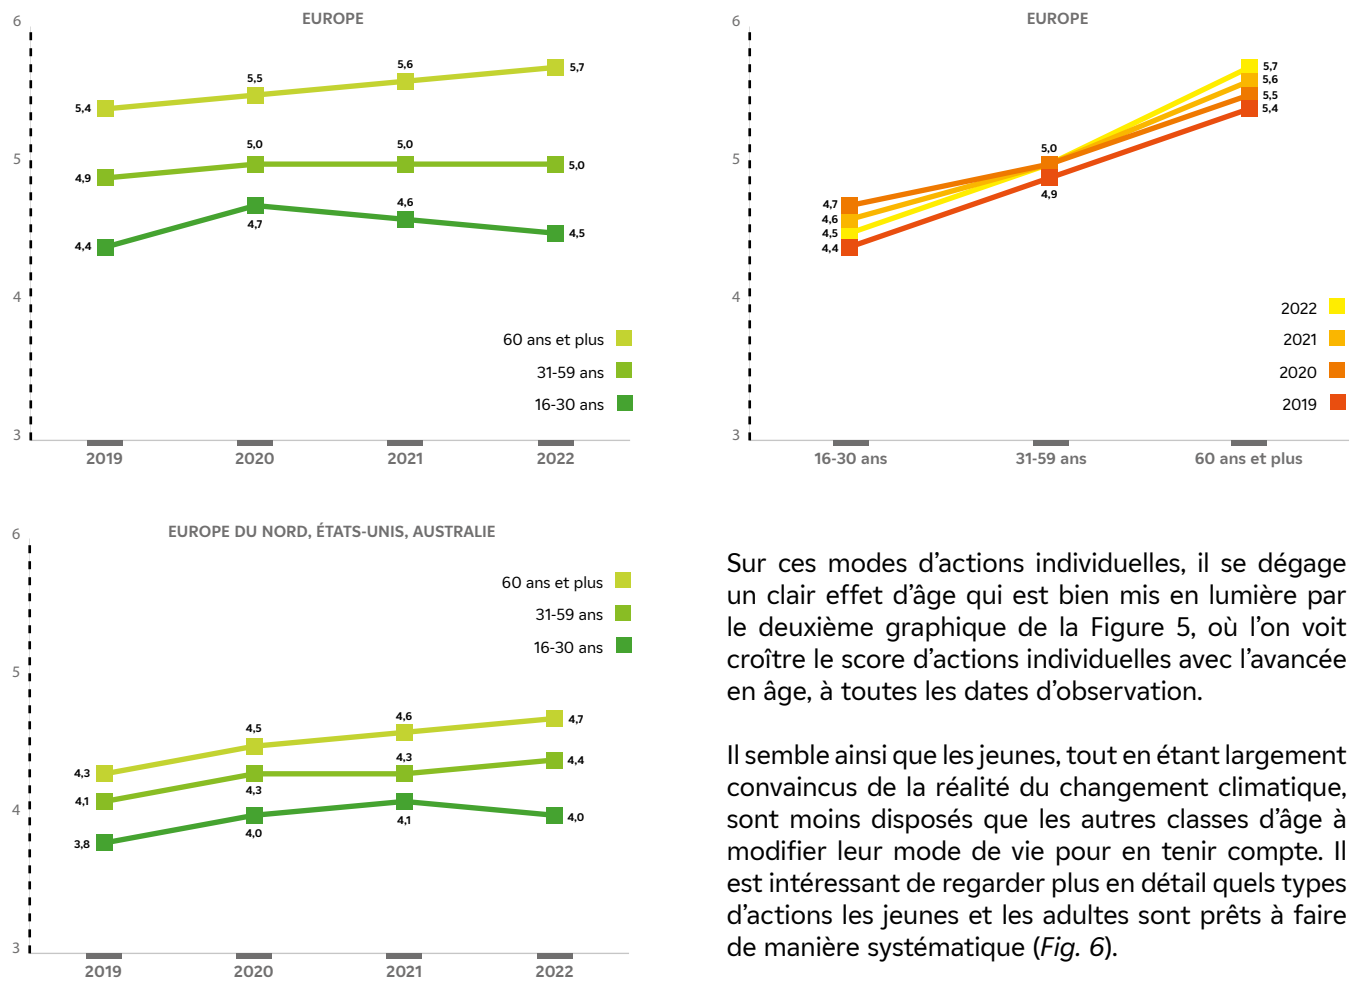 EUROPE
6
5
4
3
5,4
5,5
5,6
5,7
4,9
5,0
5,0
5,0
4,4
4,7
4,6
4,5
60 ans et plus
31-59 ans
16-30 ans
2019
2020
2021
2022
EUROPE
6
5
4
3
4,7
4,6
4,5
4,4
5,0
4,9
5,7
5,6
5,5
5,4
2022
2021
2020
2019
16-30 ans
31-59 ans
60 ans et plus
EUROPE DU NORD, ÉTATS-UNIS, AUSTRALIE
6
5
4
3
60 ans et plus
31-59 ans
16-30 ans
4,3
4,5
4,6
4,7
4,1
4,3
4,3
4,4
3,8
4,0
4,1
4,0
2019
2020
2021
2022
Sur ces modes d’actions individuelles, il se dégage
un clair effet d’âge qui est bien mis en lumière par
le deuxième graphique de la Figure 5, où l’on voit
croître le score d’actions individuelles avec l’avancée
en âge, à toutes les dates d’observation.
Il semble ainsi que les jeunes, tout en étant largement
convaincus de la réalité du changement climatique,
sont moins disposés que les autres classes d’âge à
modifier leur mode de vie pour en tenir compte. Il
est intéressant de regarder plus en détail quels types
d’actions les jeunes et les adultes sont prêts à faire
de manière systématique (Fig. 6).